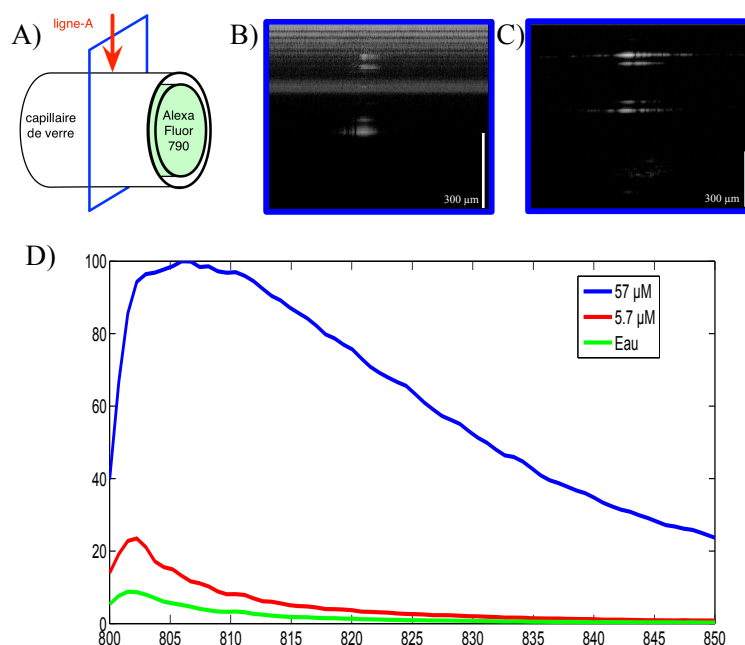 A)
ligne-A
capillaire
de verre
Alexa
Fluor
790
B)
300 µm
C)
300 µm
D)
100
80
60
40
20
0
57 µM
5.7 µM
Eau
800 805 810 815 820 825 830 835 840 845 850